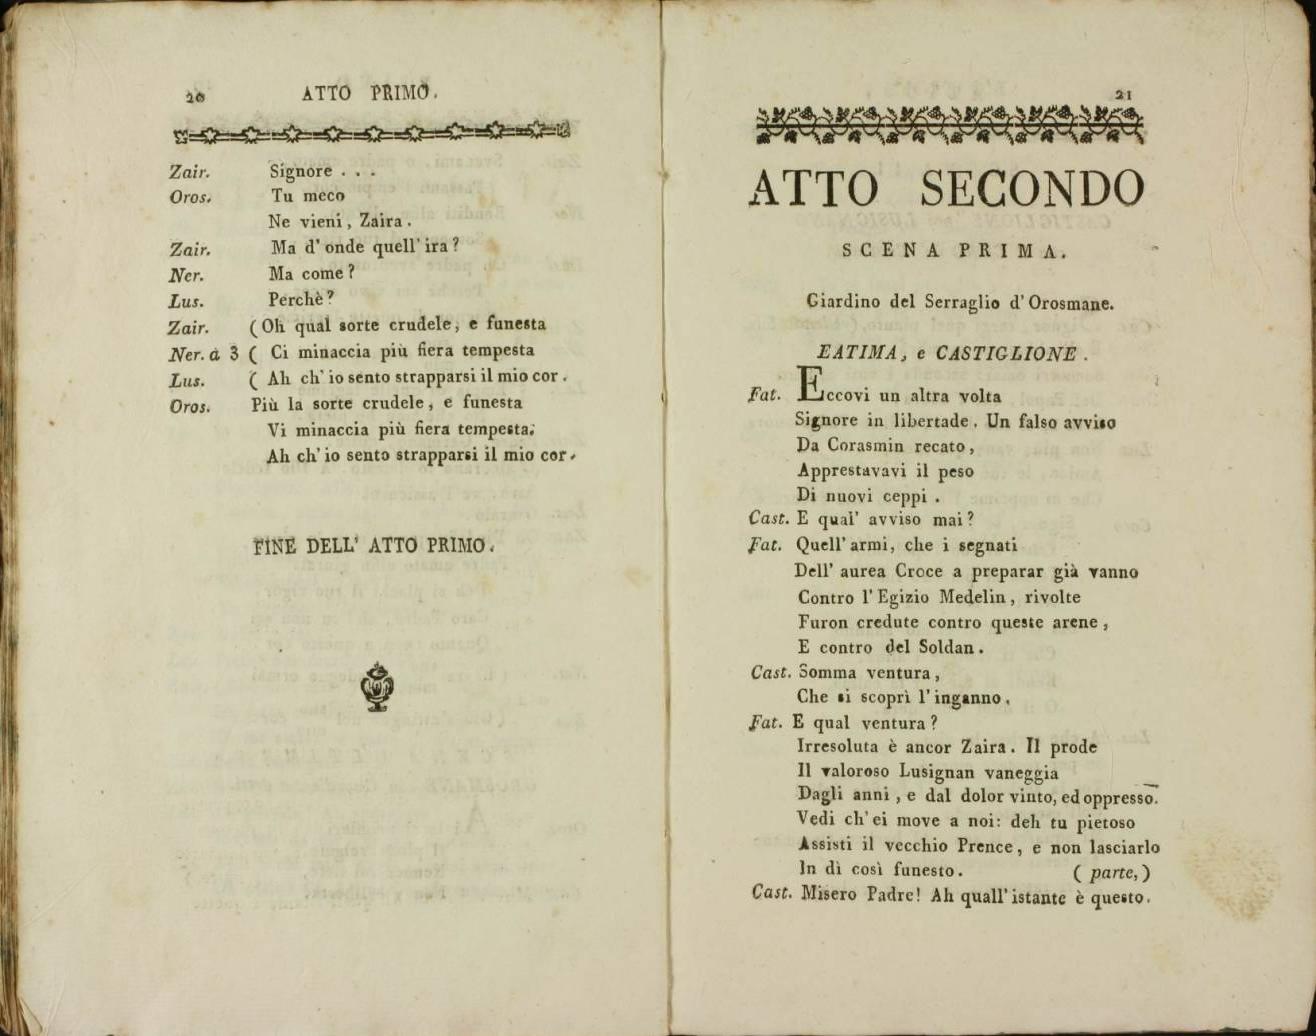 20 ATTO PRIMO.
Zair. Signore . . .
Oros. Tu meco
Ne vieni, Zaira.
Zair. Ma d'onde quell'ira?
Ner. Ma come?
Lus. Perchè?
Zair. (Oh qual sorte crudele, e funesta
Ner. à 3 ( Ci minaccia più fiera tempesta
Lus. ( Ah ch'io sento strapparsi il mio cor.
Oros. Più la sorte crudele, e funesta
Vi minaccia più fiera tempesta.
Ah ch'io sento strapparsi il mio cor.
FINE DELL' ATTO PRIMO.
21
ATTO SECONDO
SCENA PRIMA.
Giardino del Serraglio d'Orosmane.
EATIMA, e CASTIGLIONE.
Fat. Eccovi un altra volta
Signore in libertade. Un falso avviso
Da Corasmin recato,
Apprestavavi il peso
Di nuovi ceppi.
Cast. E qual' avviso mai?
Fat. Quell'armi, che i segnati
Dell' aurea Croce a preparar già vanno
Contro l'Egizio Medelin, rivolte
Furon credute contro queste arene,
E contro del Soldan.
Cast. Somma ventura,
Che si scoprì l'inganno.
Fat. E qual ventura?
Irresoluta è ancor Zaira. Il prode
Il valoroso Lusignan vaneggia
Dagli anni, e dal dolor vinto, ed oppresso.
Vedi ch'ei move a noi: deh tu pietoso
Assisti il vecchio Prence, e non lasciarlo
In dì così funesto. (parte,)
Cast. Misero Padre! Ah quall'istante è questo.